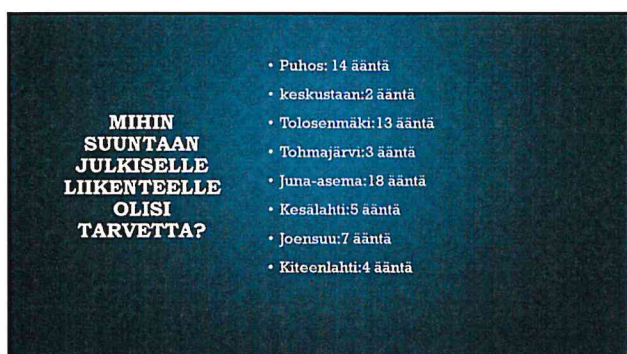 MIHIN
SUUNTAAN
JULKISELLE
LIIKENTEELLE
OLISI
TARVETTA?
• Puhos: 14 ääntä
• keskustaan:2 ääntä
• Tolosenmäki:13 ääntä
• Tohmajärvi:3 ääntä
• Juna-asema:18 ääntä
• Kesälahti:5 ääntä
• Joensuu:7 ääntä
• Kiteenlahti:4 ääntä